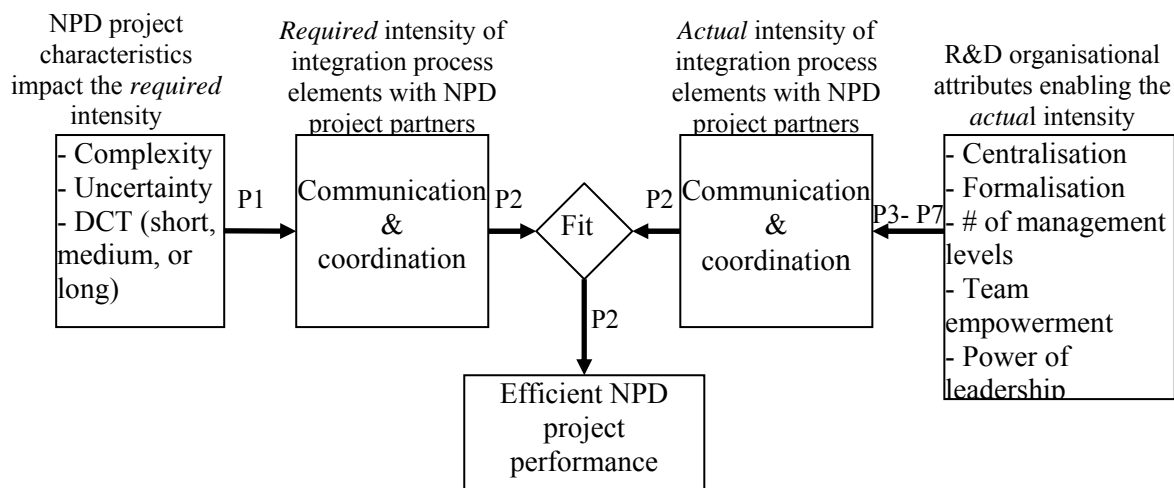 NPD project
characteristics
impact the required
intensity
- Complexity
- Uncertainty
- DCT (short,
medium, or
long)
P1
Required intensity of
integration process
elements with NPD
project partners
Communication
&
coordination
P2
Fit
P2
Actual intensity of
integration process
elements with NPD
project partners
Communication
&
coordination
P3- P7
R&D organisational
attributes enabling the
actual intensity
- Centralisation
- Formalisation
- # of management
levels
- Team
empowerment
- Power of
leadership
P2
Efficient NPD
project
performance